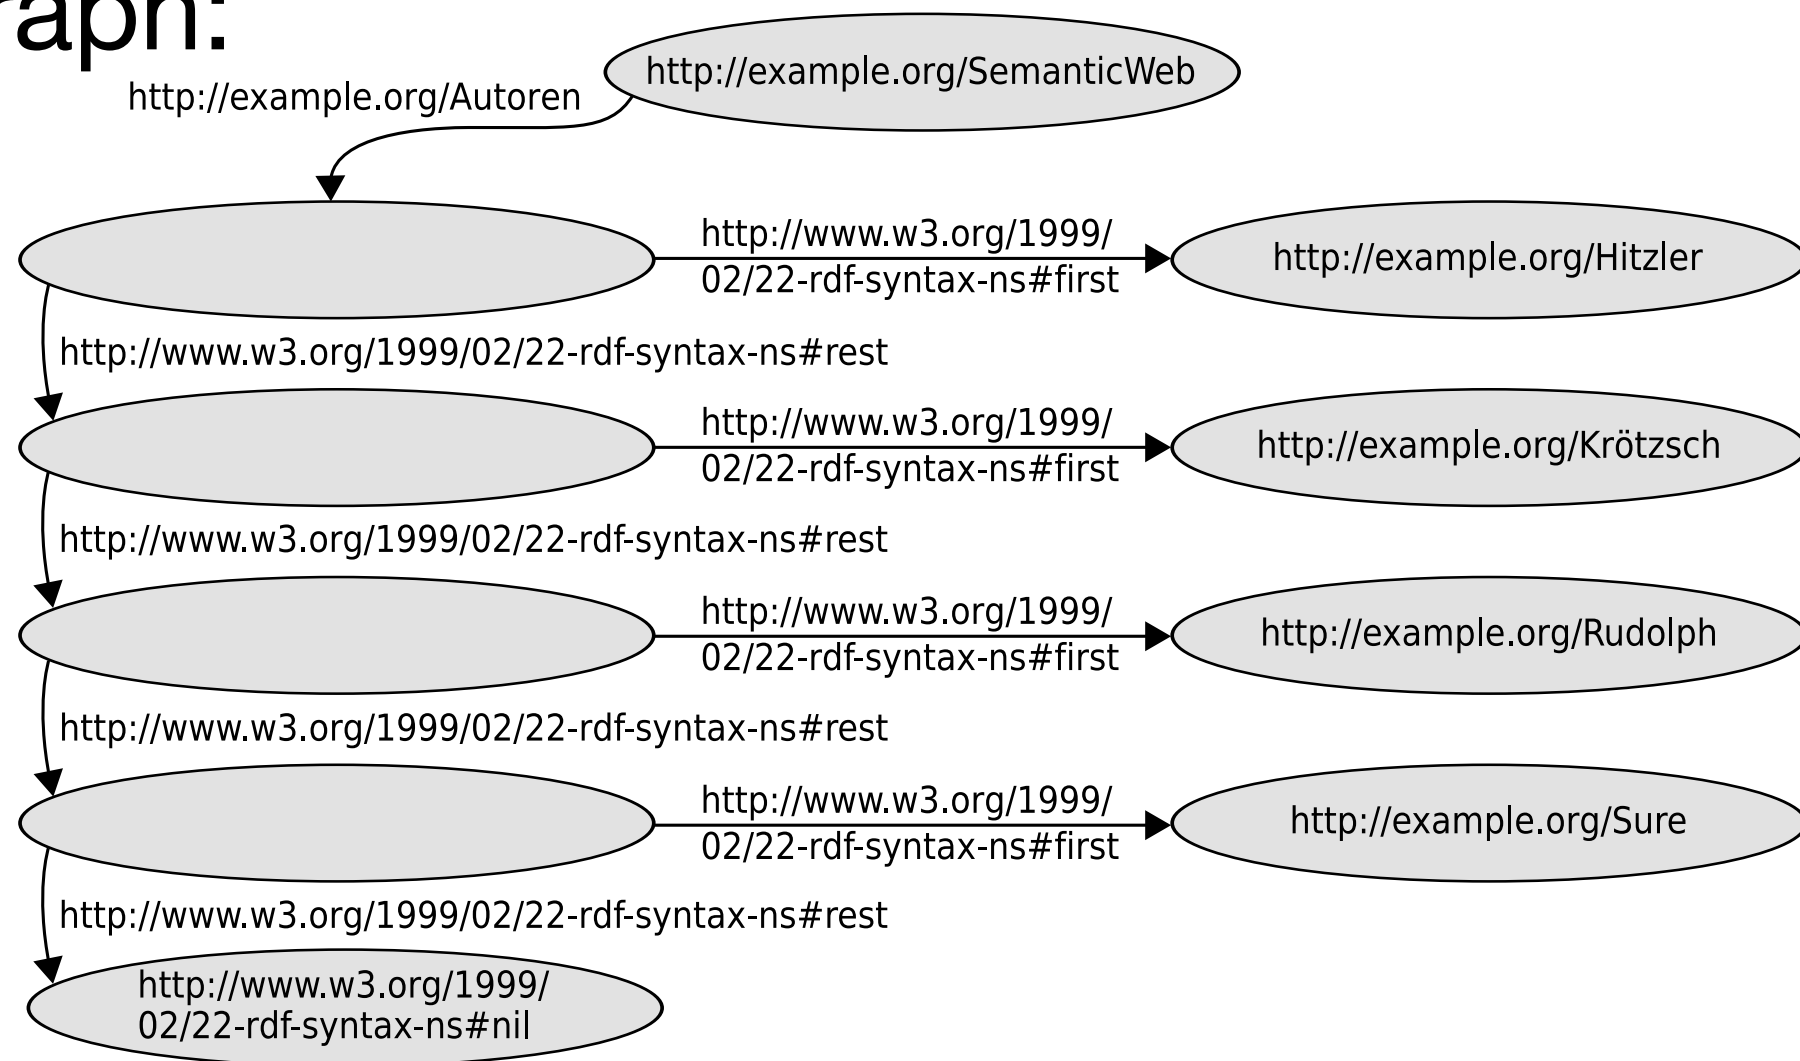 raph:
http://example.org/SemanticWeb
http://example.org/Autoren
http://www.w3.org/1999/
02/22-rdf-syntax-ns#first
http://example.org/Hitzler
http://www.w3.org/1999/02/22-rdf-syntax-ns#rest
http://www.w3.org/1999/
02/22-rdf-syntax-ns#first
http://example.org/Krötzsch
http://www.w3.org/1999/02/22-rdf-syntax-ns#rest
http://www.w3.org/1999/
02/22-rdf-syntax-ns#first
http://example.org/Rudolph
http://www.w3.org/1999/02/22-rdf-syntax-ns#rest
http://www.w3.org/1999/
02/22-rdf-syntax-ns#first
http://example.org/Sure
http://www.w3.org/1999/02/22-rdf-syntax-ns#rest
http://www.w3.org/1999/
02/22-rdf-syntax-ns#nil